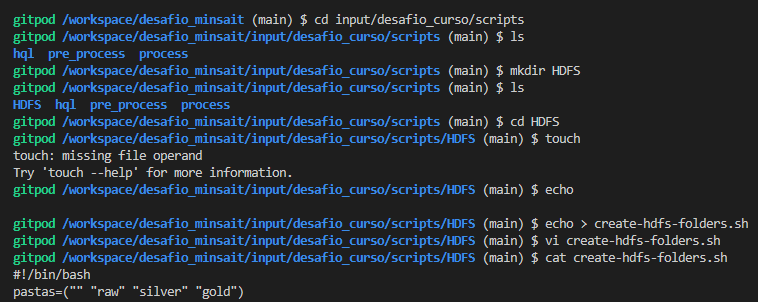 gitpod /workspace/desafio_minsait (main) $ cd input/desafio_curso/scripts
gitpod /workspace/desafio_minsait/input/desafio_curso/scripts (main) $ ls
hql  pre_process  process
gitpod /workspace/desafio_minsait/input/desafio_curso/scripts (main) $ mkdir HDFS
gitpod /workspace/desafio_minsait/input/desafio_curso/scripts (main) $ ls
HDFS  hql  pre_process  process
gitpod /workspace/desafio_minsait/input/desafio_curso/scripts (main) $ cd HDFS
gitpod /workspace/desafio_minsait/input/desafio_curso/scripts/HDFS (main) $ touch
touch: missing file operand
Try 'touch --help' for more information.
gitpod /workspace/desafio_minsait/input/desafio_curso/scripts/HDFS (main) $ echo
gitpod /workspace/desafio_minsait/input/desafio_curso/scripts/HDFS (main) $ echo > create-hdfs-folders.sh
gitpod /workspace/desafio_minsait/input/desafio_curso/scripts/HDFS (main) $ vi create-hdfs-folders.sh
gitpod /workspace/desafio_minsait/input/desafio_curso/scripts/HDFS (main) $ cat create-hdfs-folders.sh
#!/bin/bash
pastas=("" "raw" "silver" "gold")